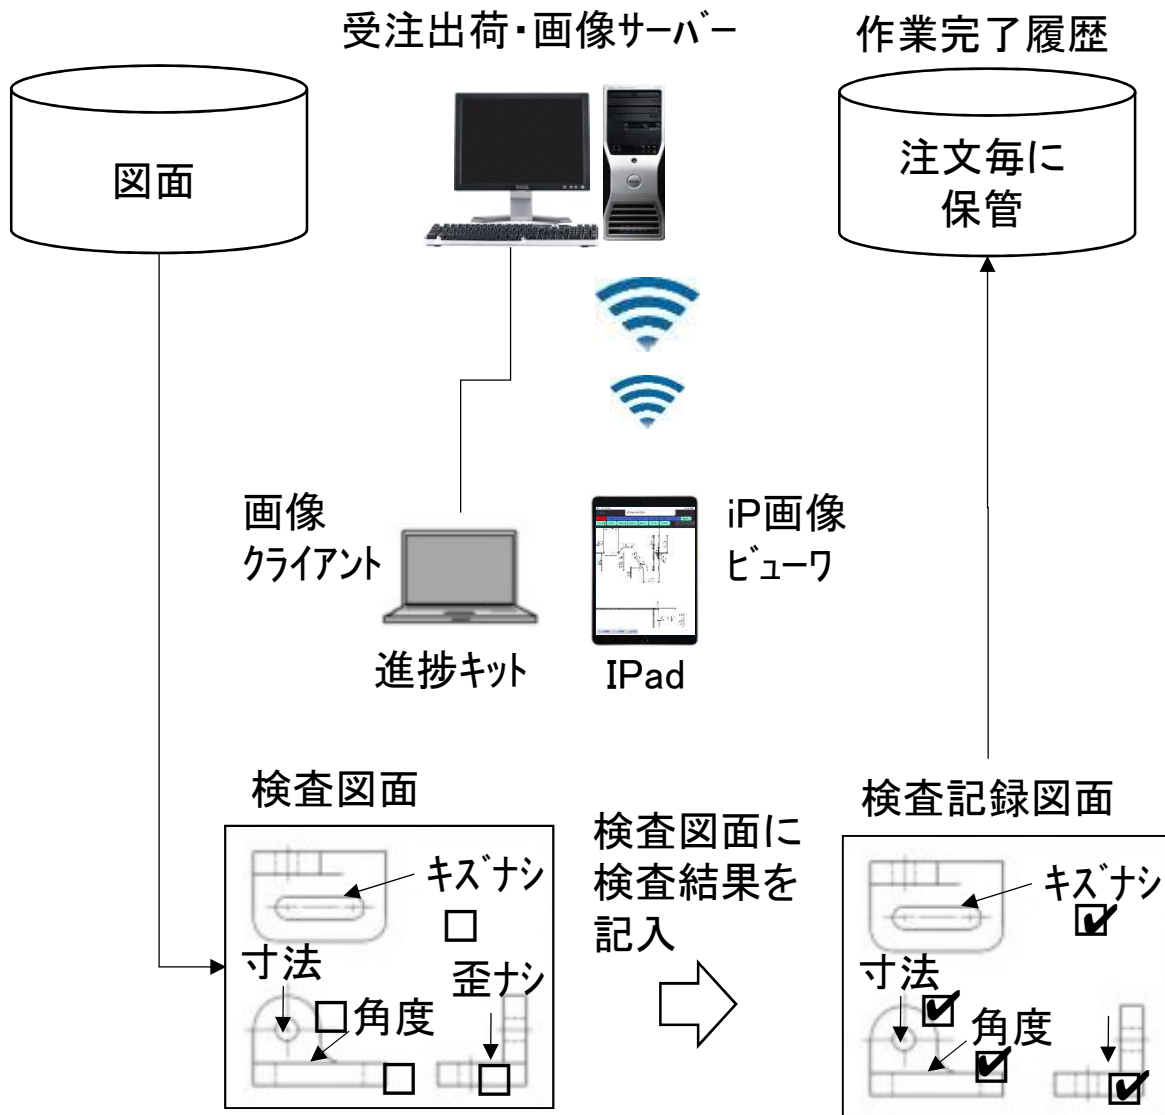 受注出荷・画像サーバー
作業完了履歴
図面
注文毎に
保管
画像
クライアント
iP画像
ビューワ
進捗キット
IPad
検査図面
キズナシ
寸法
歪ナシ
角度
検査図面に
検査結果を
記入
検査記録図面
キズナシ
寸法
角度